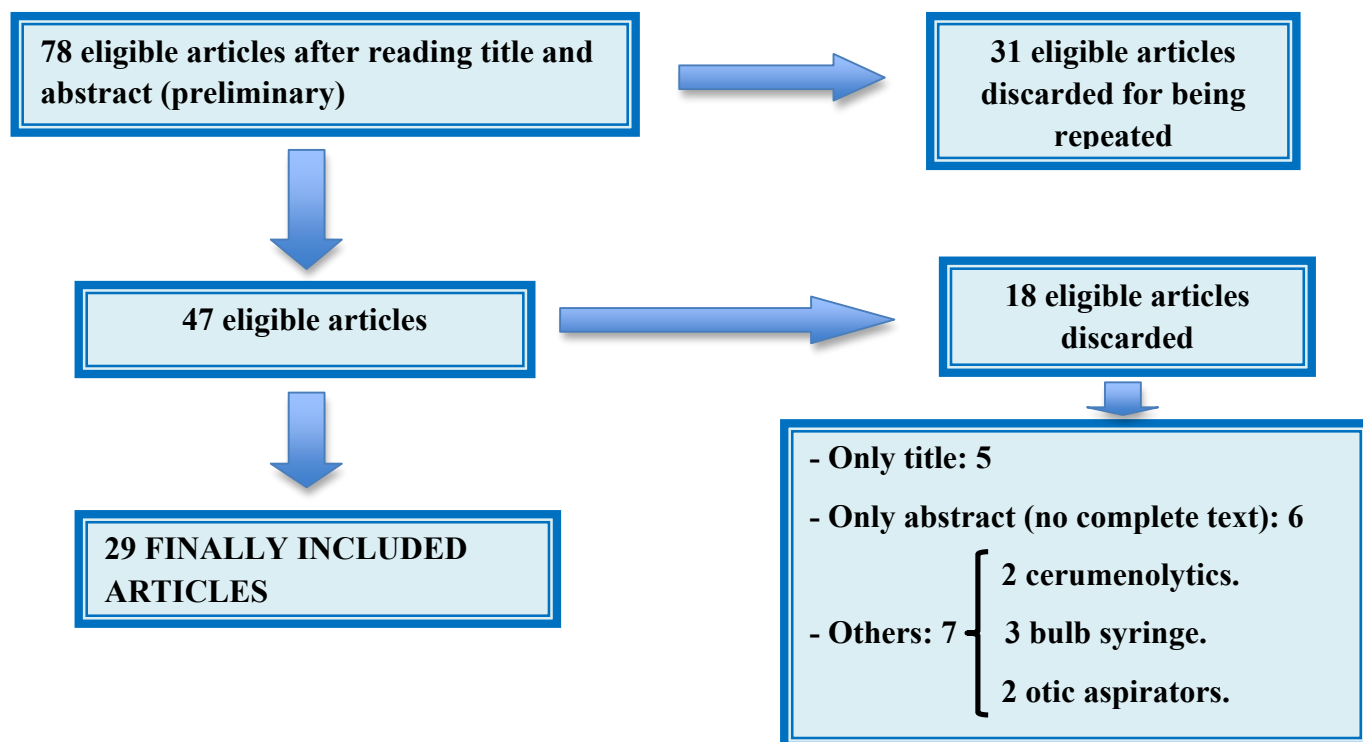 78 eligible articles after reading title and
abstract (preliminary)
31 eligible articles
discarded for being
repeated
47 eligible articles
18 eligible articles
discarded
29 FINALLY INCLUDED
ARTICLES
- Only title: 5
- Only abstract (no complete text): 6
- Others: 7
2 cerumenolytics.
3 bulb syringe.
2 otic aspirators.